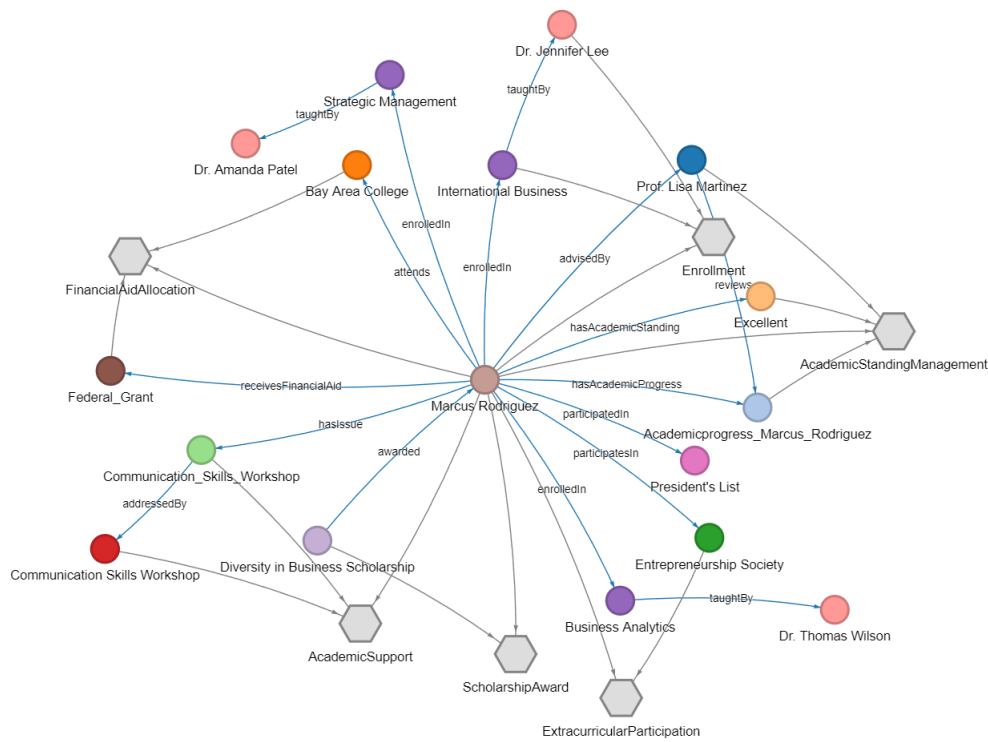 Dr. Jennifer Lee
Strategic Management
taughtBy
taughtBy
Dr. Amanda Patel
Bay Area College
International Business
Prof. Lisa Martinez
enrolledIn
attends
enrolledIn
advisedBy
Enrollment
reviews
FinancialAidAllocation
Excellent
hasAcademicStanding
AcademicStandingManagement
receivesFinancialAid
hasAcademicProgress
Federal_Grant
Marcus Rodriguez
participatedIn
Academicprogress_Marcus_Rodriguez
hasIssue
awarded
participatesIn
Communication_Skills_Workshop
enrolledIn
President's List
addressedBy
Communication Skills Workshop
Diversity in Business Scholarship
Entrepreneurship Society
taughtBy
Business Analytics
Dr. Thomas Wilson
AcademicSupport
ScholarshipAward
ExtracurricularParticipation